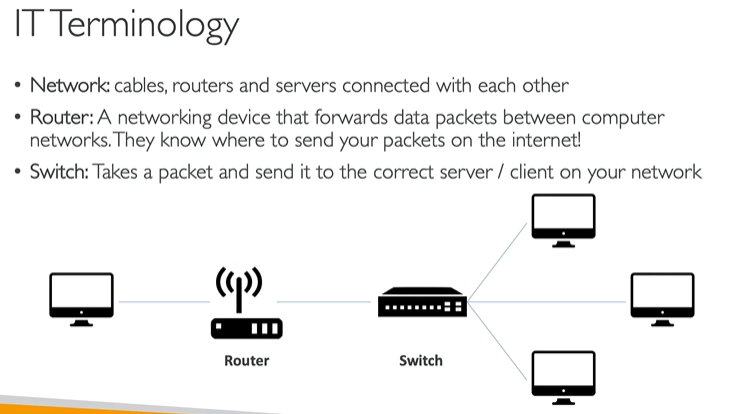 IT Terminology
• Network: cables, routers and servers connected with each other
• Router: A networking device that forwards data packets between computer
networks. They know where to send your packets on the internet!
• Switch: Takes a packet and send it to the correct server / client on your network
Router
Switch